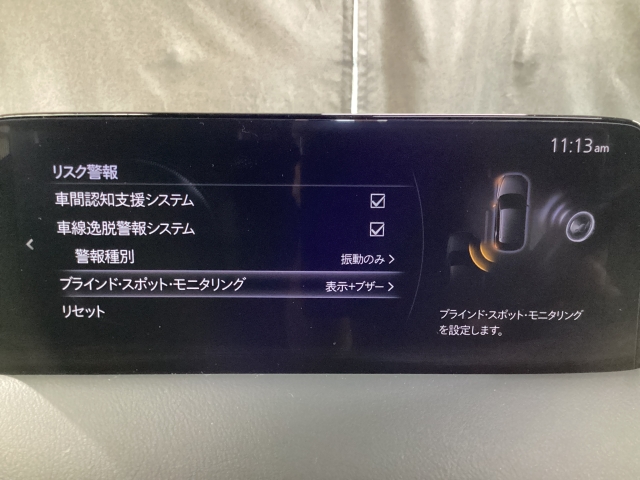 11:13am
リスク警報
車間認知支援システム
車線逸脱警報システム
警報種別 振動のみ
ブラインド・スポット・モニタリング 表示+ブザー
リセット
ブラインド・スポット・モニタリング
を設定します。